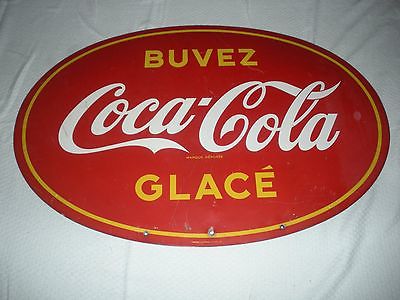 BUVEZ
Coca-Cola
MARQUE DÉPOSÉE
GLACÉ